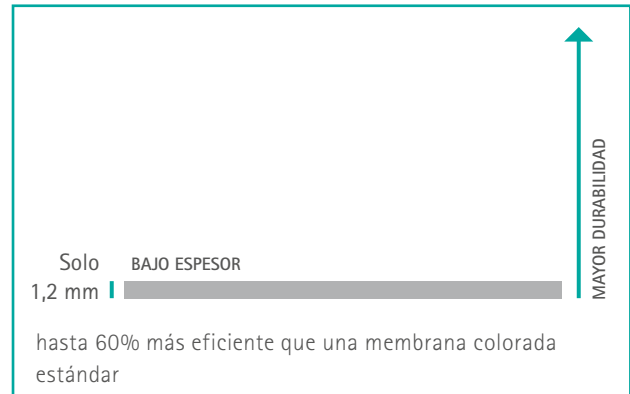 MAYOR DURABILIDAD
Solo BAJO ESPESOR
1,2 mm
hasta 60% más eficiente que una membrana colorada
estándar